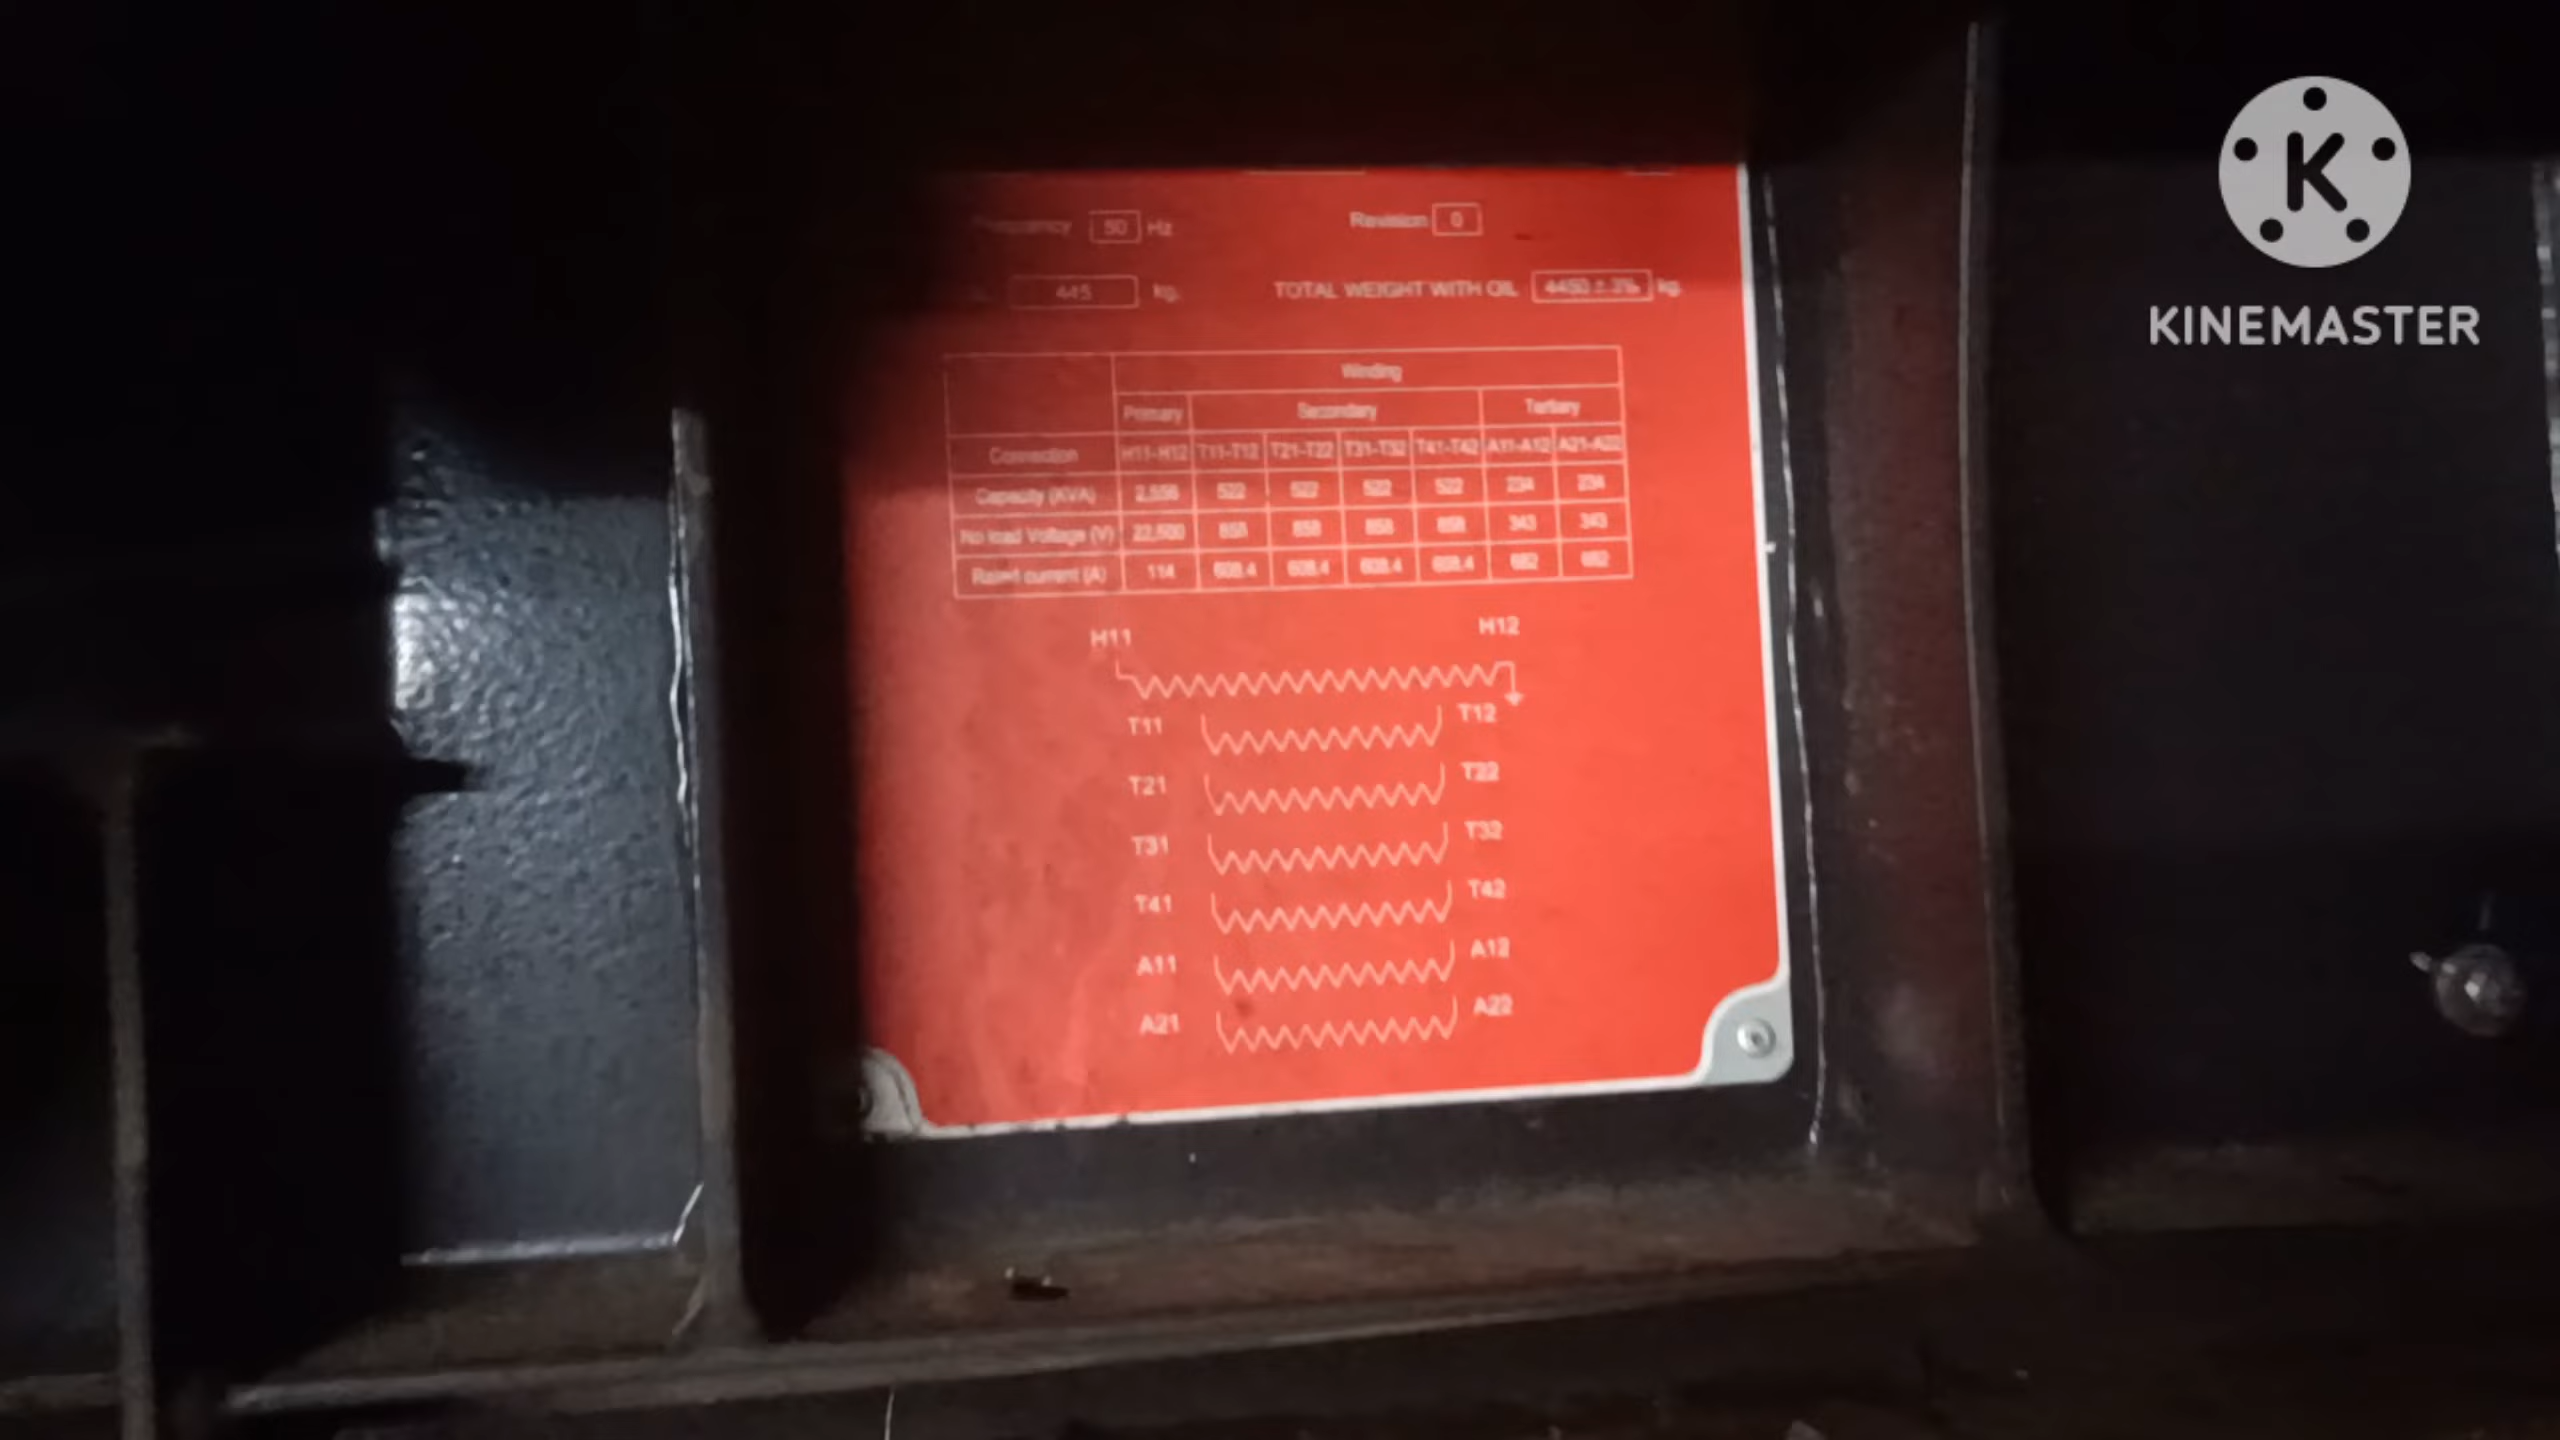 Frequency 50 Hz Revision 0
445 kg. TOTAL WEIGHT WITH OIL 4450 ± 3% kg.
Winding
Primary Secondary Tertiary
Connection H11-H12 T11-T12 T21-T22 T31-T32 T41-T42 A11-A12 A21-A22
Capacity (KVA) 2,556 522 522 522 522 234 234
No load Voltage (V) 22,500 858 858 858 858 343 343
Rated current (A) 114 608.4 608.4 608.4 608.4 682 682
H11 H12
T11 T12
T21 T22
T31 T32
T41 T42
A11 A12
A21 A22
K
KINEMASTER